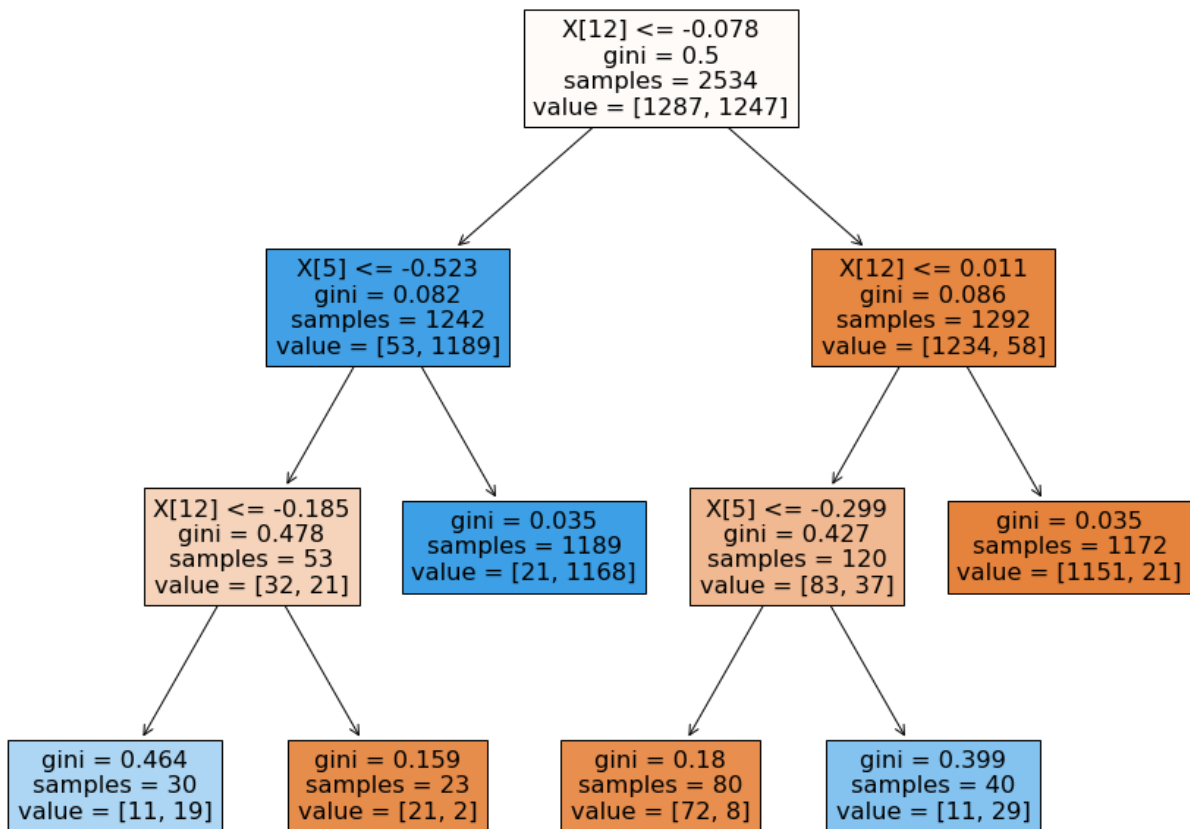 X[12] <= -0.078
gini = 0.5
samples = 2534
value = [1287, 1247]
X[5] <= -0.523
gini = 0.082
samples = 1242
value = [53, 1189]
X[12] <= 0.011
gini = 0.086
samples = 1292
value = [1234, 58]
X[12] <= -0.185
gini = 0.478
samples = 53
value = [32, 21]
gini = 0.035
samples = 1189
value = [21, 1168]
X[5] <= -0.299
gini = 0.427
samples = 120
value = [83, 37]
gini = 0.035
samples = 1172
value = [1151, 21]
gini = 0.464
samples = 30
value = [11, 19]
gini = 0.159
samples = 23
value = [21, 2]
gini = 0.18
samples = 80
value = [72, 8]
gini = 0.399
samples = 40
value = [11, 29]